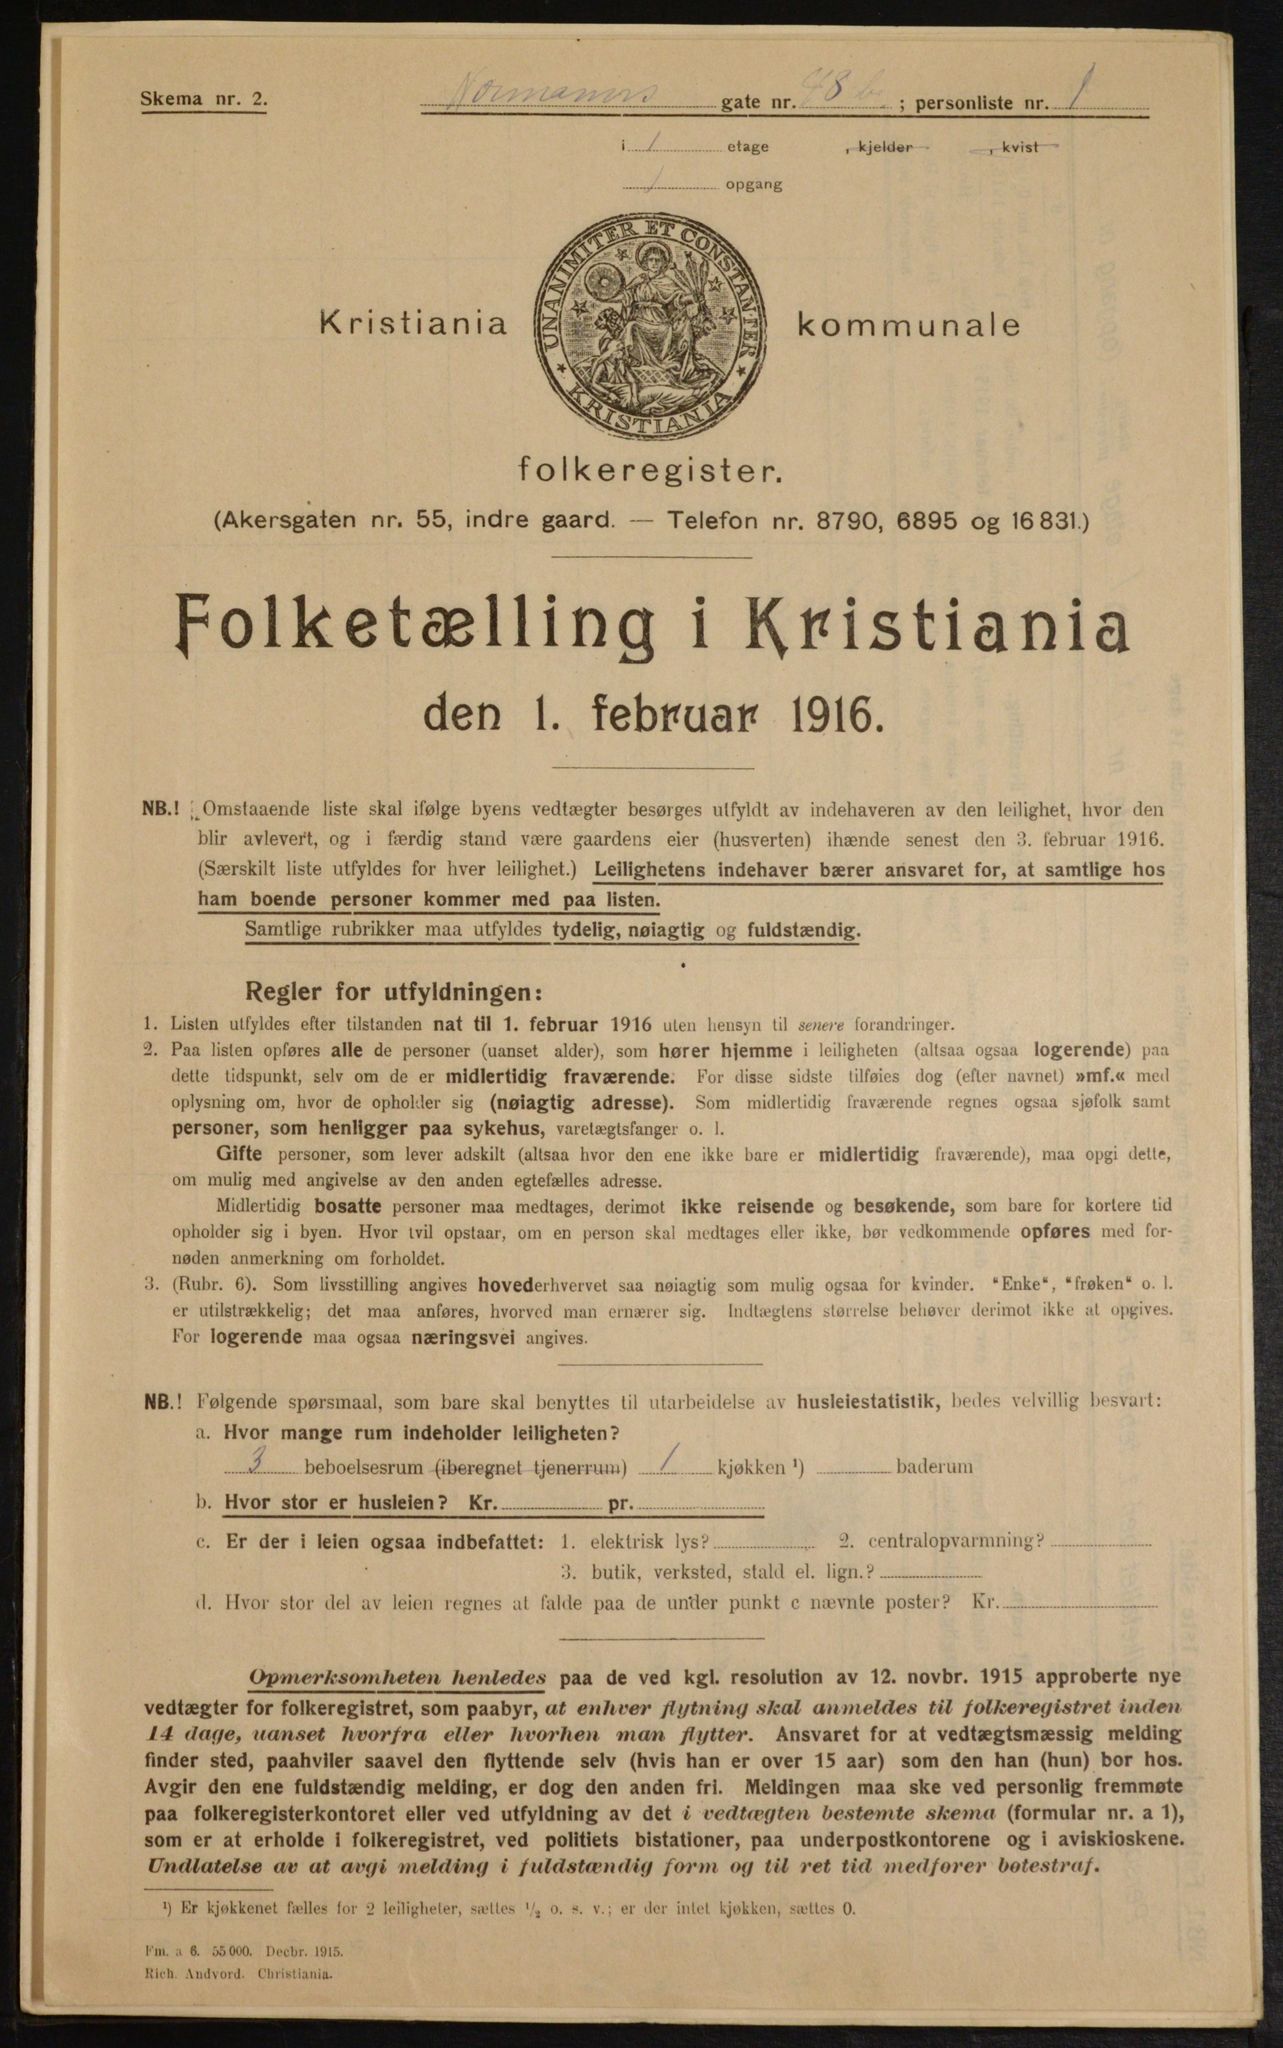 Skema nr. 2.
Normanns gate nr. 48 b ; personliste nr. 1
i 1 etage , kjelder , kvist
1 opgang
UNANIMITER ET CONSTANTER
KRISTIANIA
Kristiania kommunale
folkeregister.
(Akersgaten nr. 55, indre gaard. — Telefon nr. 8790, 6895 og 16831.)
Folketælling i Kristiania
den 1. februar 1916.
NB.! Omstaaende liste skal ifølge byens vedtægter besørges utfyldt av indehaveren av den leilighet, hvor den
blir avlevert, og i færdig stand være gaardens eier (husverten) ihænde senest den 3. februar 1916.
(Særskilt liste utfyldes for hver leilighet.) Leilighetens indehaver bærer ansvaret for, at samtlige hos
ham boende personer kommer med paa listen.
Samtlige rubrikker maa utfyldes tydelig, nøiagtig og fuldstændig.
Regler for utfyldningen:
1. Listen utfyldes efter tilstanden nat til 1. februar 1916 uten hensyn til senere forandringer.
2. Paa listen opføres alle de personer (uanset alder), som hører hjemme i leiligheten (altsaa ogsaa logerende) paa
dette tidspunkt, selv om de er midlertidig fraværende. For disse sidste tilføies dog (efter navnet) »mf.« med
oplysning om, hvor de opholder sig (nøiagtig adresse). Som midlertidig fraværende regnes ogsaa sjøfolk samt
personer, som henligger paa sykehus, varetægtsfanger o. l.
Gifte personer, som lever adskilt (altsaa hvor den ene ikke bare er midlertidig fraværende), maa opgi dette,
om mulig med angivelse av den anden egtefælles adresse.
Midlertidig bosatte personer maa medtages, derimot ikke reisende og besøkende, som bare for kortere tid
opholder sig i byen. Hvor tvil opstaar, om en person skal medtages eller ikke, bør vedkommende opføres med for-
nøden anmerkning om forholdet.
3. (Rubr. 6). Som livsstilling angives hovederhvervet saa nøiagtig som mulig ogsaa for kvinder. "Enke", "frøken" o. l.
er utilstrækkelig; det maa anføres, hvorved man ernærer sig. Indtægtens størrelse behøver derimot ikke at opgives.
For logerende maa ogsaa næringsvei angives.
NB.! Følgende spørsmaal, som bare skal benyttes til utarbeidelse av husleiestatistik, bedes velvillig besvart:
a. Hvor mange rum indeholder leiligheten?
3 beboelsesrum (iberegnet tjenerrum) 1 kjøkken ¹) baderum
b. Hvor stor er husleien? Kr. pr.
c. Er der i leien ogsaa indbefattet: 1. elektrisk lys? 2. centralopvarmning?
3. butik, verksted, stald el. lign.?
d. Hvor stor del av leien regnes at falde paa de under punkt c nævnte poster? Kr.
Opmerksomheten henledes paa de ved kgl. resolution av 12. novbr. 1915 approberte nye
vedtægter for folkeregistret, som paabyr, at enhver flytning skal anmeldes til folkeregistret inden
14 dage, uanset hvorfra eller hvorhen man flytter. Ansvaret for at vedtægtsmæssig melding
finder sted, paahviler saavel den flyttende selv (hvis han er over 15 aar) som den han (hun) bor hos.
Avgir den ene fuldstændig melding, er dog den anden fri. Meldingen maa ske ved personlig fremmøte
paa folkeregisterkontoret eller ved utfyldning av det i vedtægten bestemte skema (formular nr. a 1),
som er at erholde i folkeregistret, ved politiets bistationer, paa underpostkontorene og i aviskioskene.
Undlatelse av at avgi melding i fuldstændig form og til ret tid medfører bøtestraf.
¹) Er kjøkkenet fælles for 2 leiligheter, sættes ½ o. s. v.; er der intet kjøkken, sættes 0.
Fm. a 6. 55000. Decbr. 1915.
Rich. Andvord. Christiania.